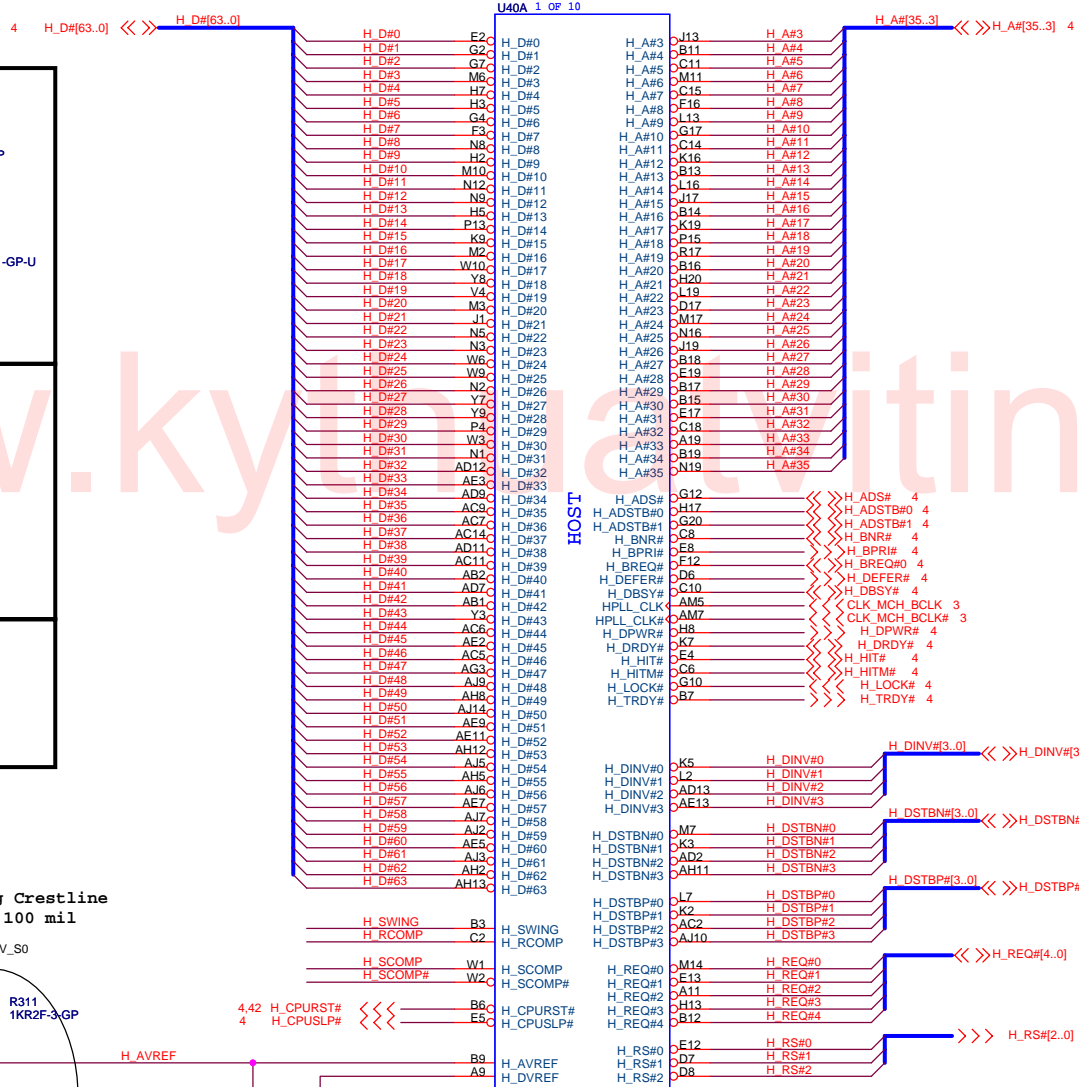 U40A 1 OF 10
4 H_D#[63..0] H_D#[63..0] H_A#[35..3] H_A#[35..3] 4
H_D#0 E2 H_D#0 H_A#3 J13 H_A#3
H_D#1 G2 H_D#1 H_A#4 B11 H_A#4
H_D#2 G7 H_D#2 H_A#5 C11 H_A#5
H_D#3 M6 H_D#3 H_A#6 M11 H_A#6
H_D#4 H7 H_D#4 H_A#7 C15 H_A#7
H_D#5 H3 H_D#5 H_A#8 F16 H_A#8
H_D#6 G4 H_D#6 H_A#9 L13 H_A#9
H_D#7 F3 H_D#7 H_A#10 G17 H_A#10
H_D#8 N8 H_D#8 H_A#11 C14 H_A#11
H_D#9 H2 H_D#9 H_A#12 K16 H_A#12
H_D#10 M10 H_D#10 H_A#13 B13 H_A#13
H_D#11 N12 H_D#11 H_A#14 L16 H_A#14
H_D#12 N9 H_D#12 H_A#15 J17 H_A#15
H_D#13 H5 H_D#13 H_A#16 B14 H_A#16
H_D#14 P13 H_D#14 H_A#17 K19 H_A#17
H_D#15 K9 H_D#15 H_A#18 P15 H_A#18
H_D#16 M2 H_D#16 H_A#19 R17 H_A#19
-GP-U
H_D#17 W10 H_D#17 H_A#20 B16 H_A#20
H_D#18 Y8 H_D#18 H_A#21 H20 H_A#21
H_D#19 V4 H_D#19 H_A#22 L19 H_A#22
H_D#20 M3 H_D#20 H_A#23 D17 H_A#23
H_D#21 J1 H_D#21 H_A#24 M17 H_A#24
H_D#22 N5 H_D#22 H_A#25 N16 H_A#25
H_D#23 N3 H_D#23 H_A#26 J19 H_A#26
H_D#24 W6 H_D#24 H_A#27 B18 H_A#27
H_D#25 W9 H_D#25 H_A#28 E19 H_A#28
H_D#26 N2 H_D#26 H_A#29 B17 H_A#29
H_D#27 Y7 H_D#27 H_A#30 B15 H_A#30
H_D#28 Y9 H_D#28 H_A#31 E17 H_A#31
H_D#29 P4 H_D#29 H_A#32 C18 H_A#32
H_D#30 W3 H_D#30 H_A#33 A19 H_A#33
H_D#31 N1 H_D#31 H_A#34 B19 H_A#34
H_D#32 AD12 H_D#32 H_A#35 N19 H_A#35
w.kythuatvitin
H_D#33 AE3 H_D#33
H_D#34 AD9 H_D#34 H_ADS# G12 H_ADS# 4
H_D#35 AC9 H_D#35 H_ADSTB#0 H17 H_ADSTB#0 4
H_D#36 AC7 H_D#36 H_ADSTB#1 G20 H_ADSTB#1 4
HOST
H_D#37 AC14 H_D#37 H_BNR# C8 H_BNR# 4
H_D#38 AD11 H_D#38 H_BPRI# E8 H_BPRI# 4
H_D#39 AC11 H_D#39 H_BREQ# F12 H_BREQ#0 4
H_D#40 AB2 H_D#40 H_DEFER# D6 H_DEFER# 4
H_D#41 AD7 H_D#41 H_DBSY# C10 H_DBSY# 4
H_D#42 AB1 H_D#42 HPLL_CLK AM5 CLK_MCH_BCLK 3
H_D#43 Y3 H_D#43 HPLL_CLK# AM7 CLK_MCH_BCLK# 3
H_D#44 AC6 H_D#44 H_DPWR# H8 H_DPWR# 4
H_D#45 AE2 H_D#45 H_DRDY# K7 H_DRDY# 4
H_D#46 AC5 H_D#46 H_HIT# E4 H_HIT# 4
H_D#47 AG3 H_D#47 H_HITM# C6 H_HITM# 4
H_D#48 AJ9 H_D#48 H_LOCK# G10 H_LOCK# 4
H_D#49 AH8 H_D#49 H_TRDY# B7 H_TRDY# 4
H_D#50 AJ14 H_D#50
H_D#51 AE9 H_D#51
H_D#52 AE11 H_D#52
H_D#53 AH12 H_D#53 H_DINV#[3..0] H_DINV#[3
H_D#54 AJ5 H_D#54 H_DINV#0 K5 H_DINV#0
H_D#55 AH5 H_D#55 H_DINV#1 L2 H_DINV#1
H_D#56 AJ6 H_D#56 H_DINV#2 AD13 H_DINV#2
H_D#57 AE7 H_D#57 H_DINV#3 AE13 H_DINV#3
H_D#58 AJ7 H_D#58 H_DSTBN#[3..0] H_DSTBN#
H_D#59 AJ2 H_D#59 H_DSTBN#0 M7 H_DSTBN#0
H_D#60 AE5 H_D#60 H_DSTBN#1 K3 H_DSTBN#1
H_D#61 AJ3 H_D#61 H_DSTBN#2 AD2 H_DSTBN#2
H_D#62 AH2 H_D#62 H_DSTBN#3 AH11 H_DSTBN#3
H_D#63 AH13 H_D#63 H_DSTBP#[3..0] H_DSTBP#
g Crestline
100 mil
H_DSTBP#0 L7 H_DSTBP#0
H_DSTBP#1 K2 H_DSTBP#1
H_SWING B3 H_SWING H_DSTBP#2 AC2 H_DSTBP#2
H_RCOMP C2 H_RCOMP H_DSTBP#3 AJ10 H_DSTBP#3
V_S0
H_REQ#[4..0]
H_SCOMP W1 H_SCOMP H_REQ#0 M14 H_REQ#0
H_SCOMP# W2 H_SCOMP# H_REQ#1 E13 H_REQ#1
H_REQ#2 A11 H_REQ#2
R311
1KR2F-3-GP
4,42 H_CPURST# B6 H_CPURST# H_REQ#3 H13 H_REQ#3
4 H_CPUSLP# E5 H_CPUSLP# H_REQ#4 B12 H_REQ#4
H_RS#[2..0]
H_RS#0 E12 H_RS#0
H_AVREF B9 H_AVREF H_RS#1 D7 H_RS#1
A9 H_DVREF H_RS#2 D8 H_RS#2